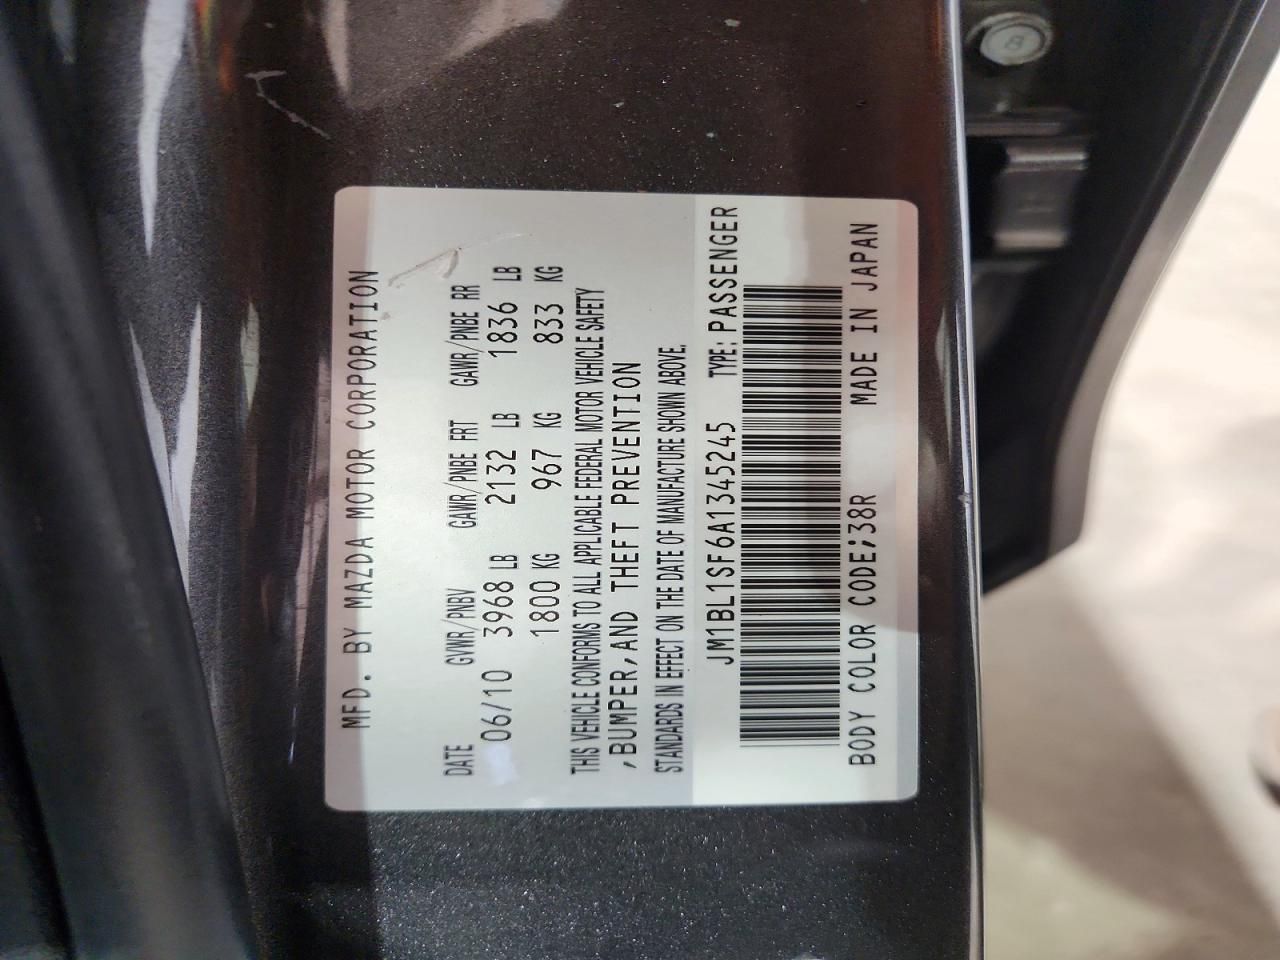 MFD. BY MAZDA MOTOR CORPORATION
DATE GVWR/PNBV GAWR/PNBE FRT GAWR/PNBE RR
06/10 3968 LB 2132 LB 1836 LB
1800 KG 967 KG 833 KG
THIS VEHICLE CONFORMS TO ALL APPLICABLE FEDERAL MOTOR VEHICLE SAFETY
,BUMPER,AND THEFT PREVENTION
STANDARDS IN EFFECT ON THE DATE OF MANUFACTURE SHOWN ABOVE.
JM1BL1SF6A1345245 TYPE: PASSENGER
BODY COLOR CODE;38R MADE IN JAPAN
8